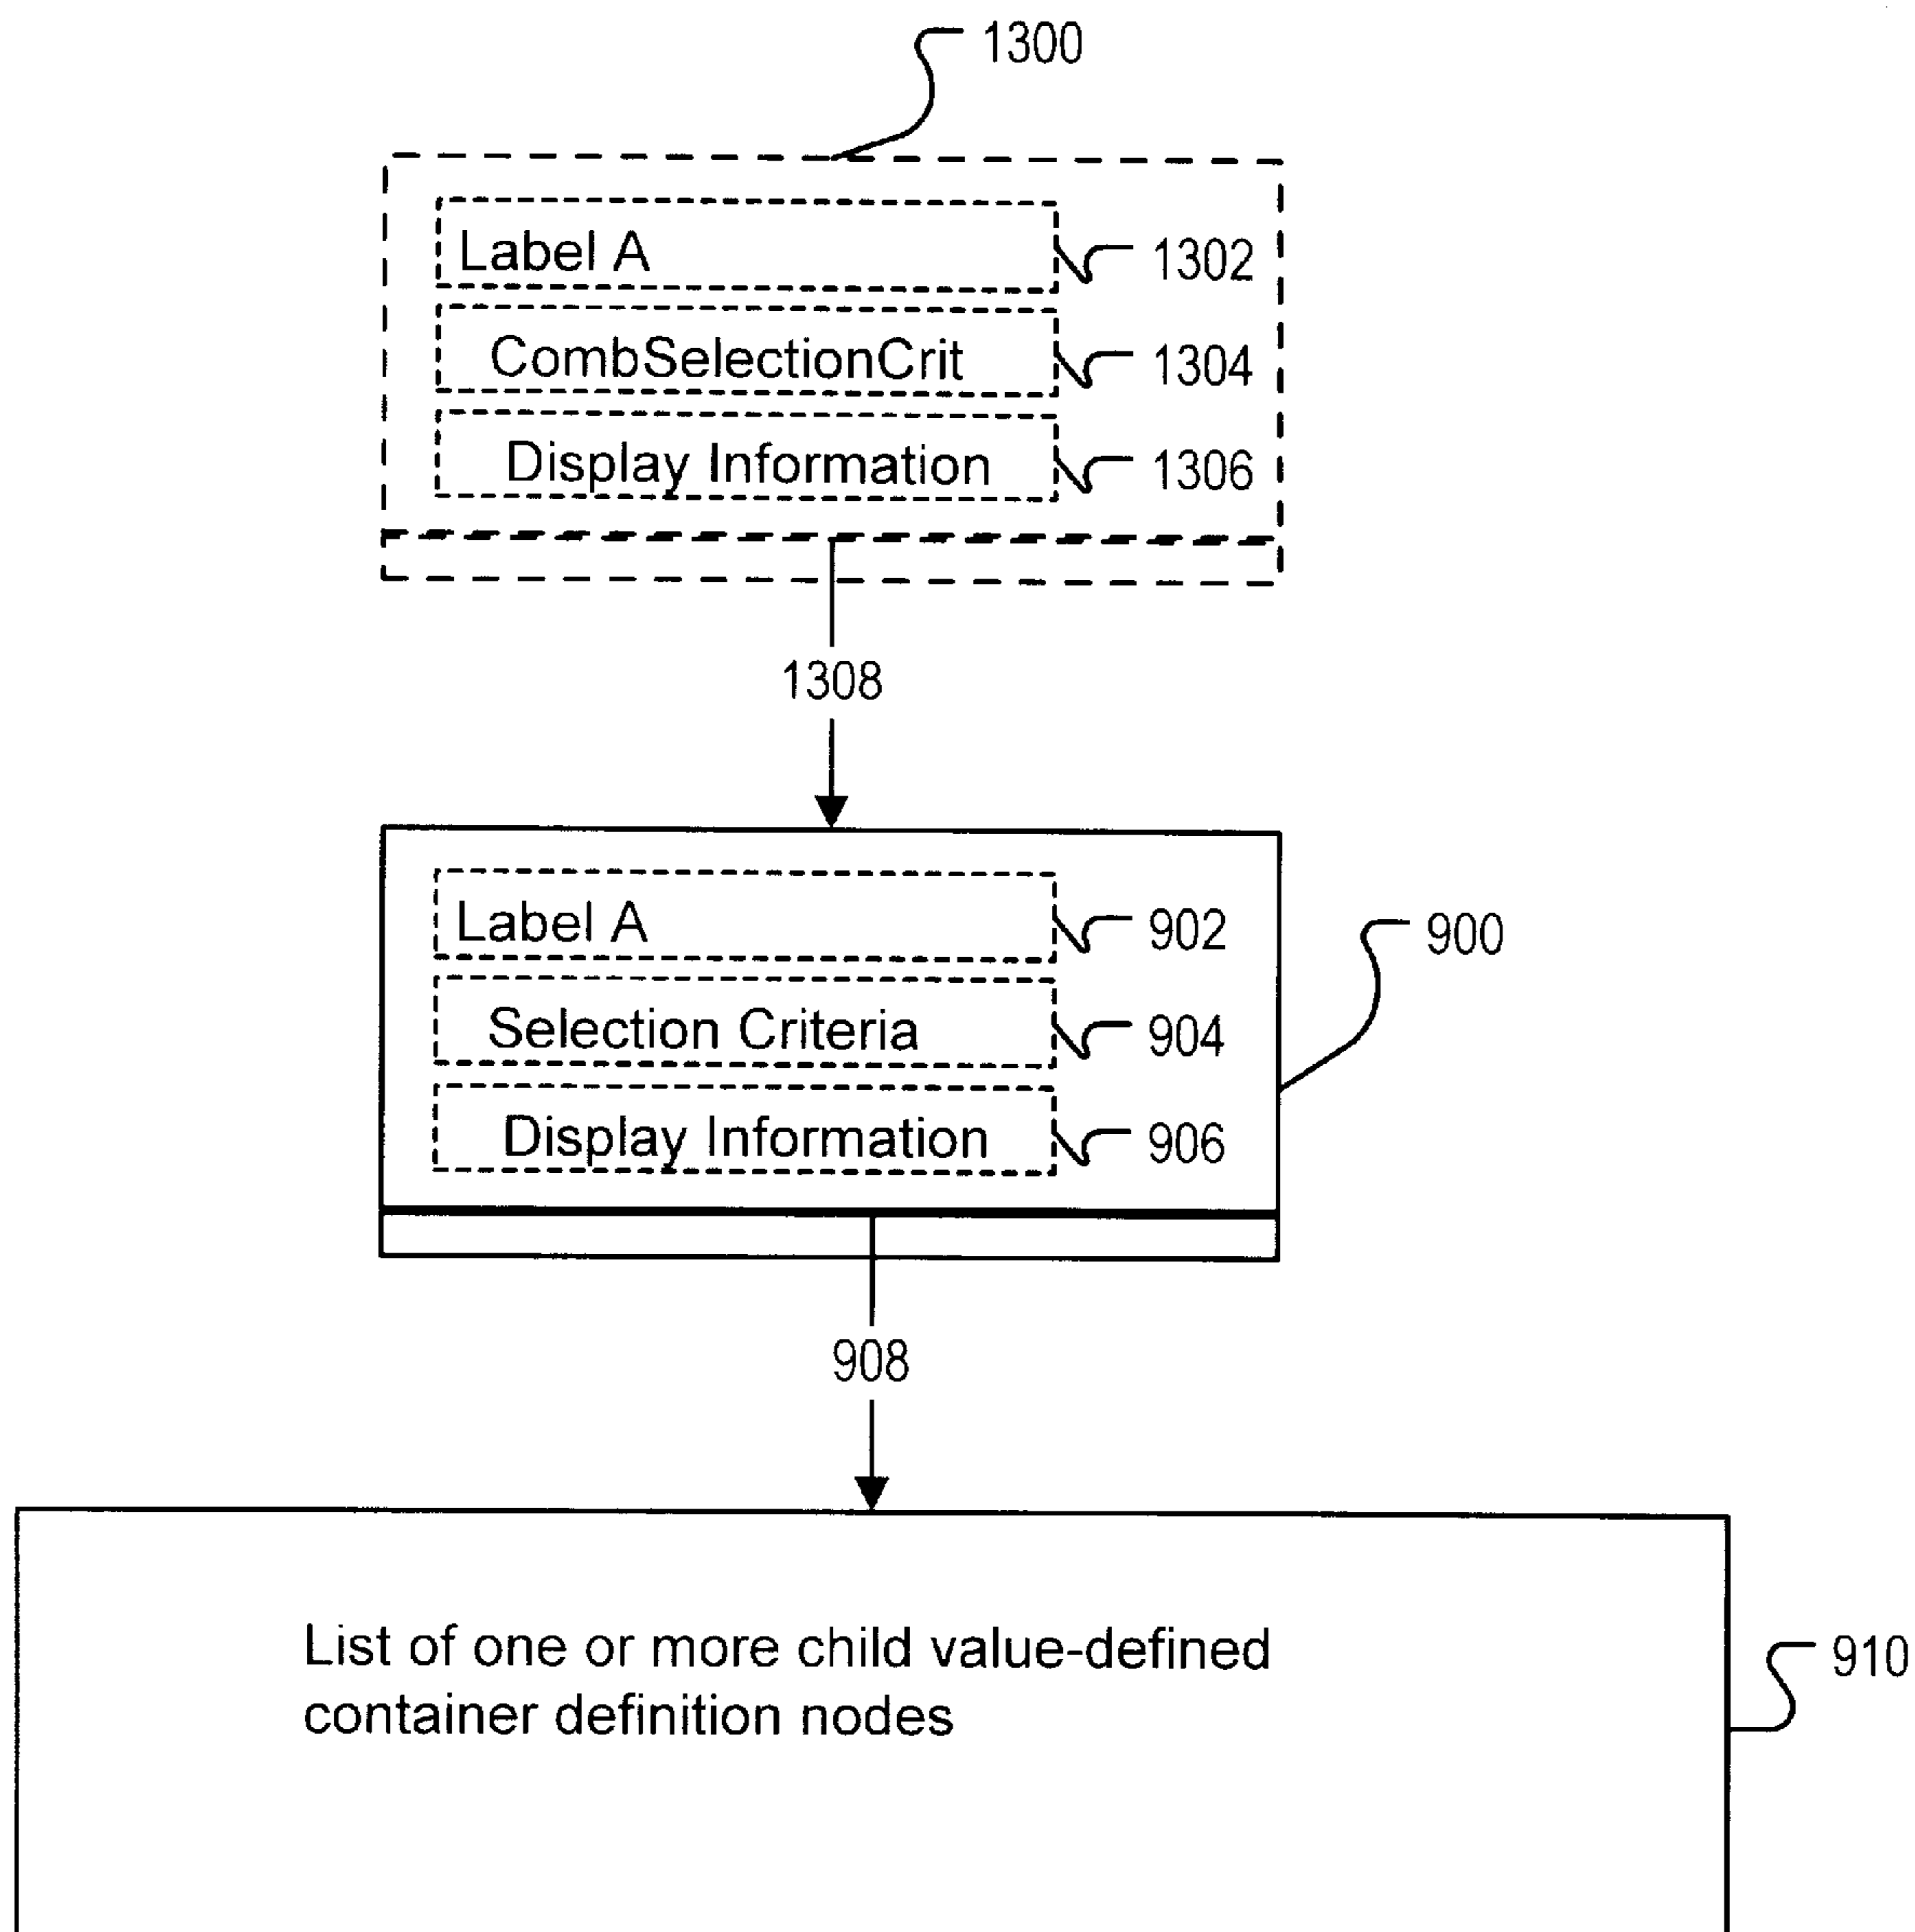 1300
Label A
1302
CombSelectionCrit
1304
Display Information
1306
1308
Label A
902
900
Selection Criteria
904
Display Information
906
908
List of one or more child value-defined
container definition nodes
910